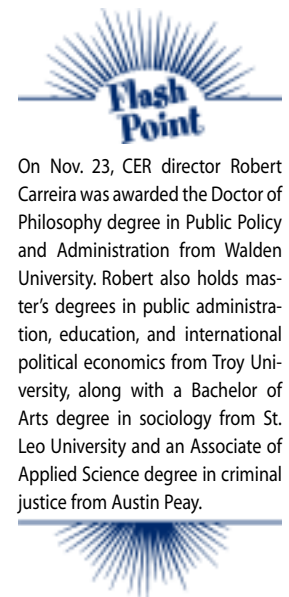 Flash
Point
On Nov. 23, CER director Robert
Carreira was awarded the Doctor of
Philosophy degree in Public Policy
and Administration from Walden
University. Robert also holds mas-
ter's degrees in public administra-
tion, education, and international
political economics from Troy Uni-
versity, along with a Bachelor of
Arts degree in sociology from St.
Leo University and an Associate of
Applied Science degree in criminal
justice from Austin Peay.